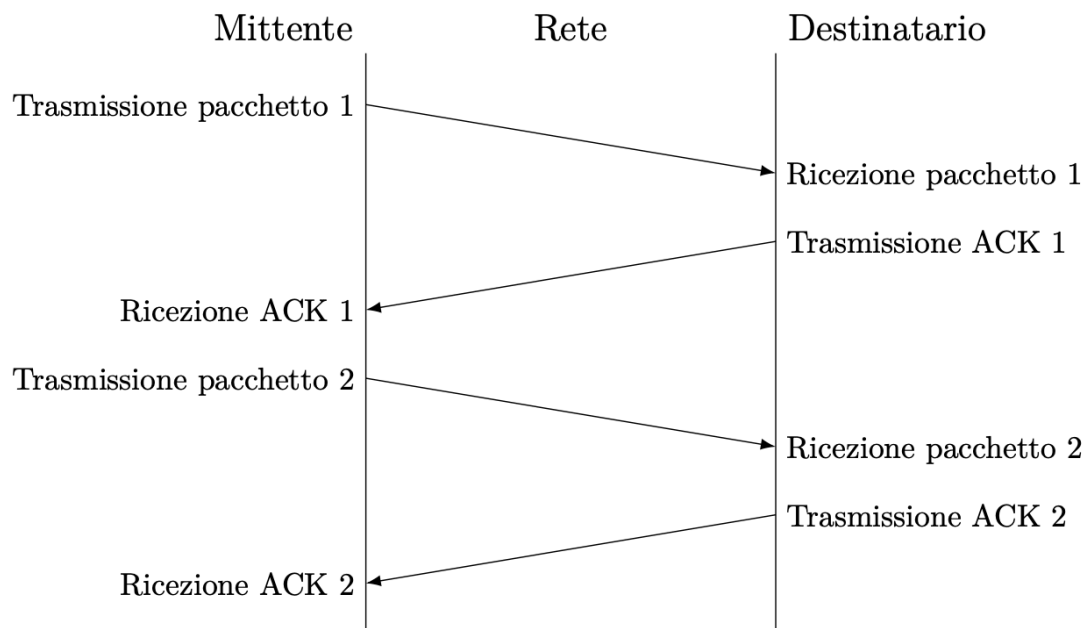 Mittente Rete Destinatario
Trasmissione pacchetto 1
Ricezione pacchetto 1
Trasmissione ACK 1
Ricezione ACK 1
Trasmissione pacchetto 2
Ricezione pacchetto 2
Trasmissione ACK 2
Ricezione ACK 2